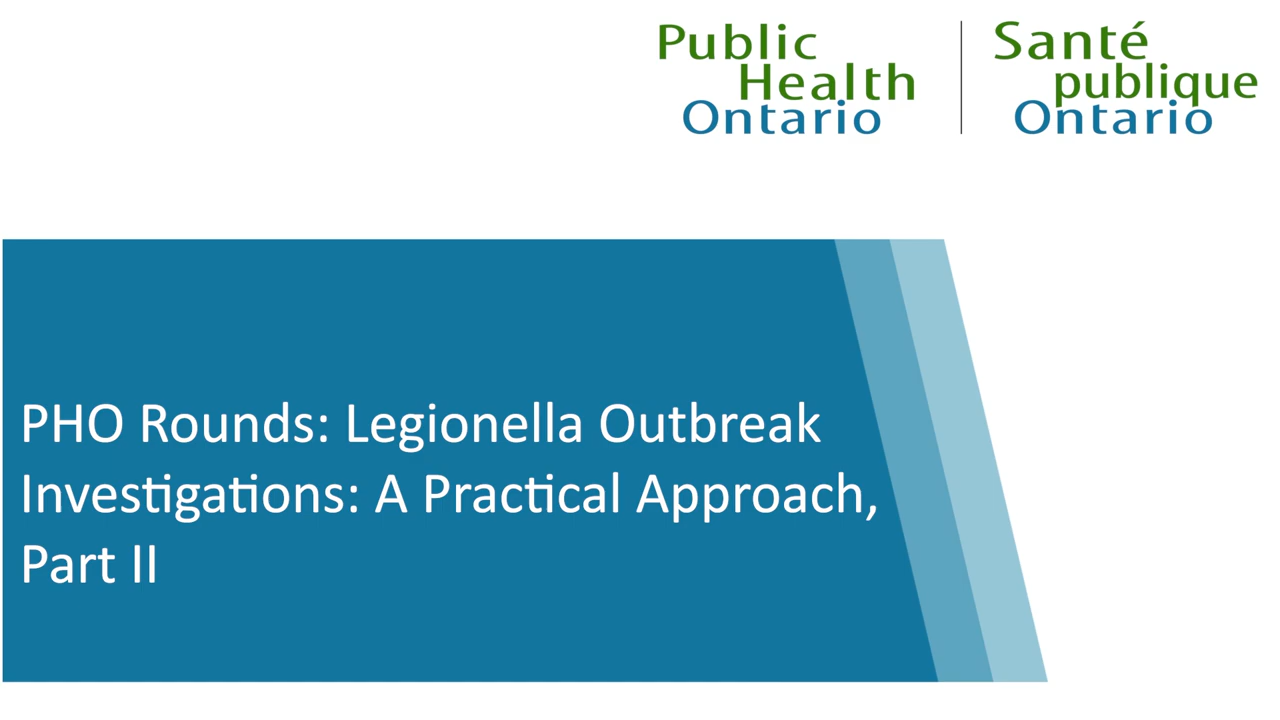 Public
Health
Ontario
Santé
publique
Ontario
PHO Rounds: Legionella Outbreak
Investigations: A Practical Approach,
Part II